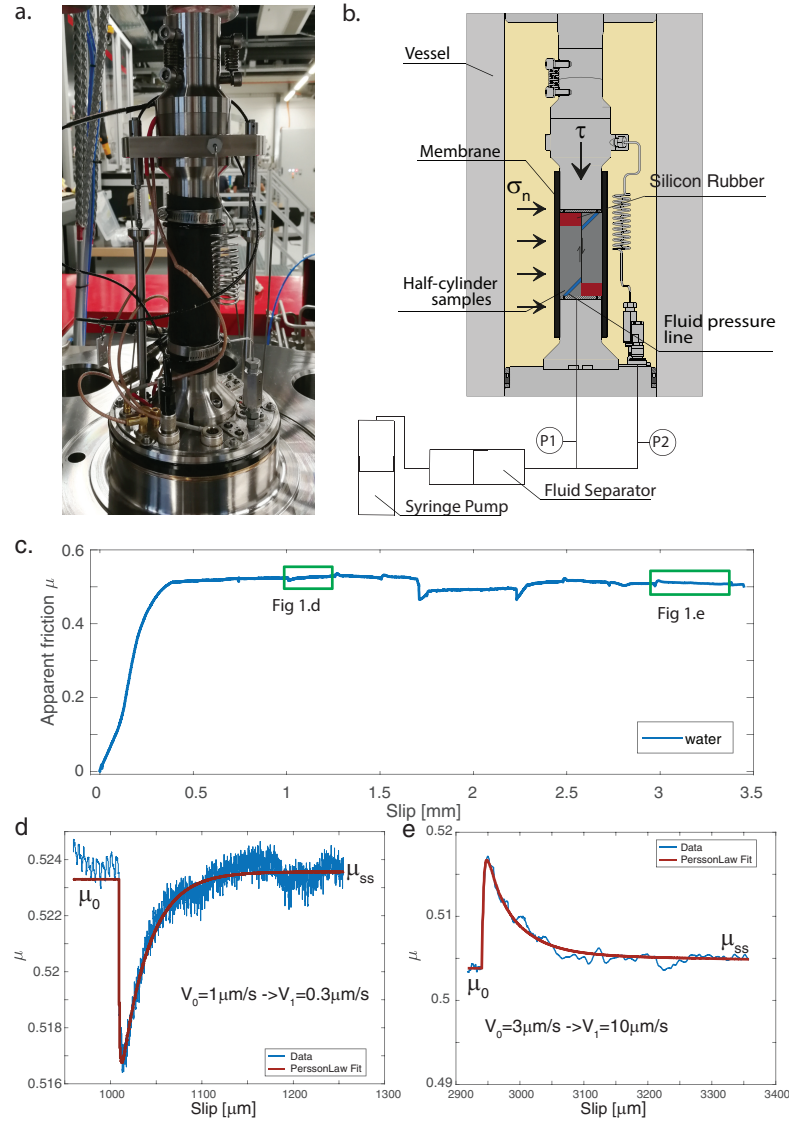 a.
b.
Vessel
τ
Membrane
Silicon Rubber
σn
Half-cylinder
samples
Fluid pressure
line
P1
P2
Fluid Separator
Syringe Pump
c.
0.6
0.4
0.2
0
Apparent friction μ
Fig 1.d
Fig 1.e
water
0
0.5
1
1.5
2
2.5
3
3.5
Slip [mm]
d
0.524
0.522
0.52
0.518
0.516
μ
μ0
μss
V0=1μm/s ->V1=0.3μm/s
Data
PerssonLaw Fit
1000
1100
1200
1300
Slip [μm]
e
0.52
0.51
0.5
0.49
μ
Data
PerssonLaw Fit
μss
μ0
V0=3μm/s ->V1=10μm/s
2900
3000
3100
3200
3300
3400
Slip [μm]